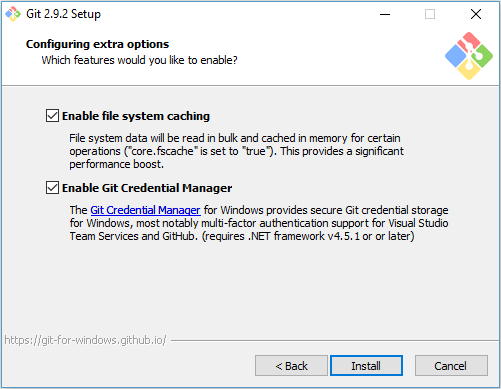 Git 2.9.2 Setup
Configuring extra options
Which features would you like to enable?
Enable file system caching
File system data will be read in bulk and cached in memory for certain
operations ("core.fscache" is set to "true"). This provides a significant
performance boost.
Enable Git Credential Manager
The Git Credential Manager for Windows provides secure Git credential storage
for Windows, most notably multi-factor authentication support for Visual Studio
Team Services and GitHub. (requires .NET framework v4.5.1 or or later)
https://git-for-windows.github.io/
< Back
Install
Cancel